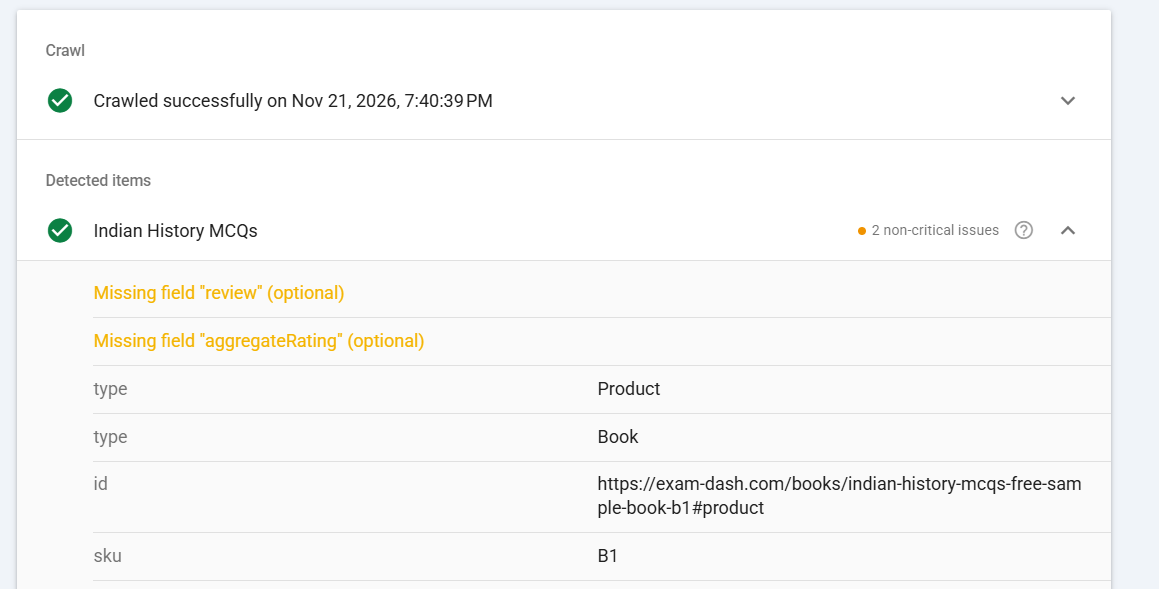 Crawl
Crawled successfully on Nov 21, 2026, 7:40:39 PM
Detected items
Indian History MCQs
2 non-critical issues
Missing field "review" (optional)
Missing field "aggregateRating" (optional)
type
Product
type
Book
id
https://exam-dash.com/books/indian-history-mcqs-free-sam
ple-book-b1#product
sku
B1